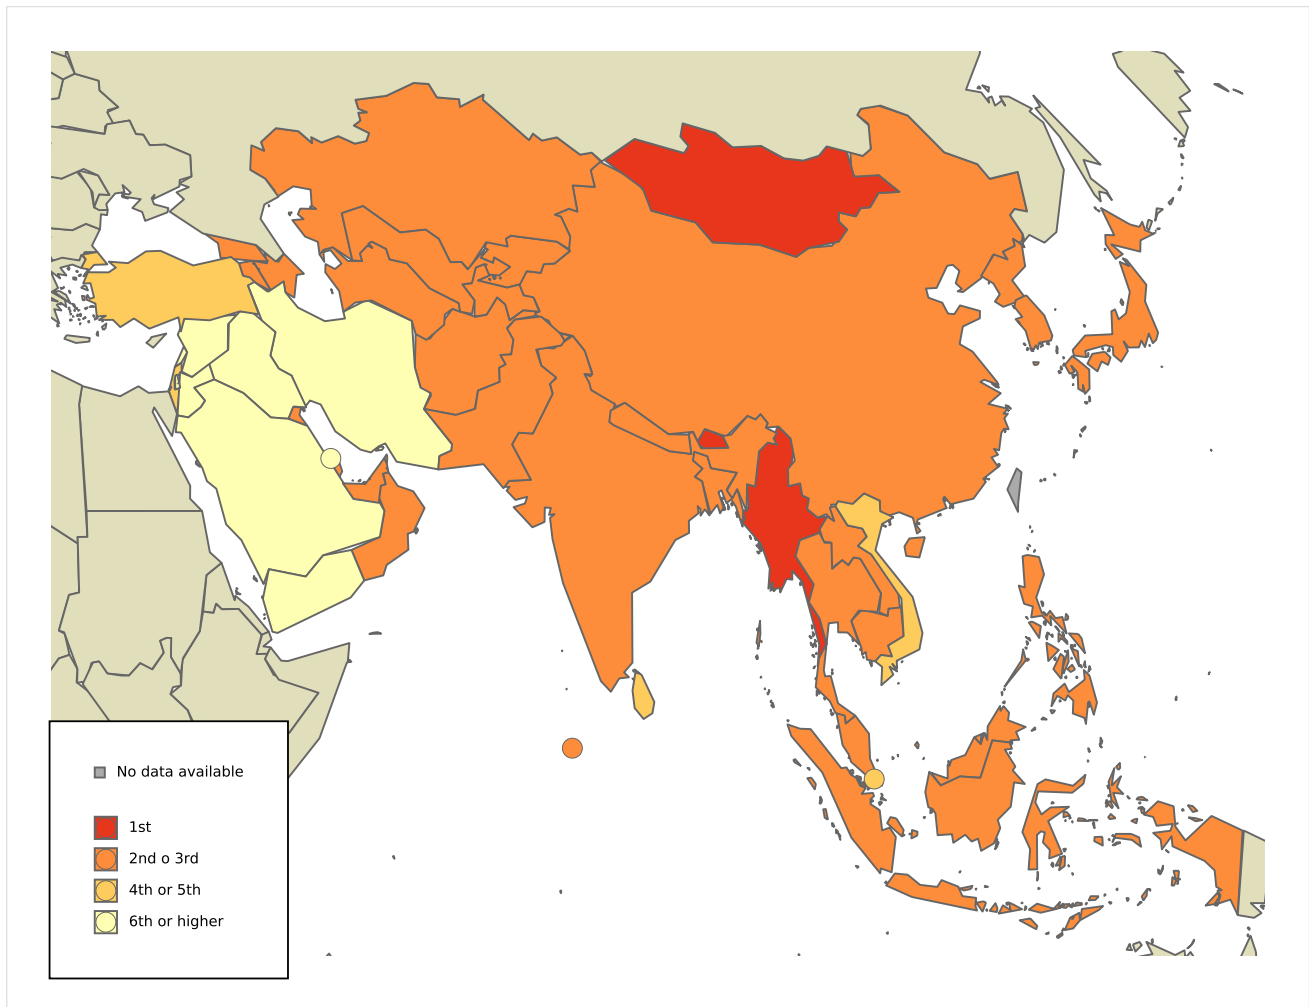 No data available
1st
2nd o 3rd
4th or 5th
6th or higher